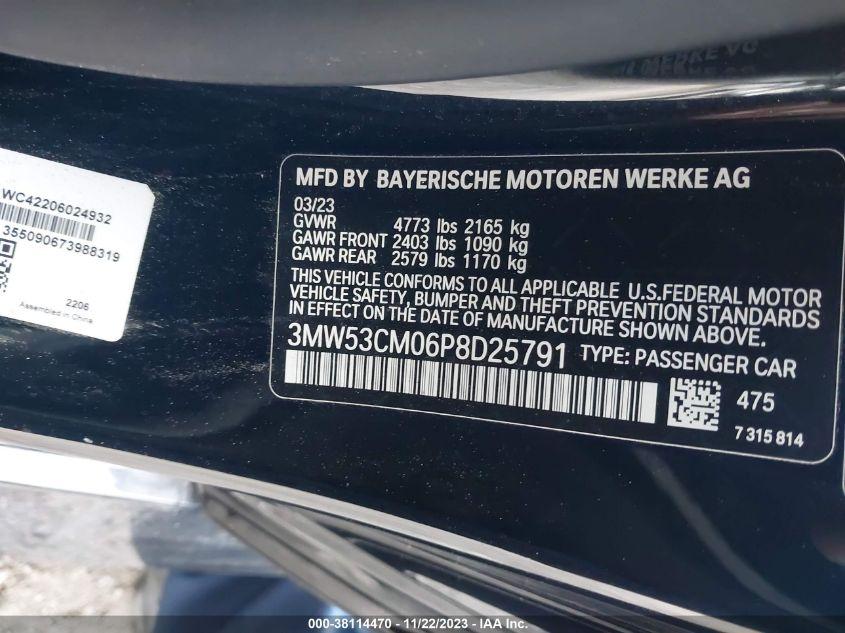 WC42206024932
355090673988319
2206
Assembled in China
MFD BY BAYERISCHE MOTOREN WERKE AG
03/23
GVWR 4773 lbs 2165 kg
GAWR FRONT 2403 lbs 1090 kg
GAWR REAR 2579 lbs 1170 kg
THIS VEHICLE CONFORMS TO ALL APPLICABLE U.S.FEDERAL MOTOR
VEHICLE SAFETY, BUMPER AND THEFT PREVENTION STANDARDS
IN EFFECT ON THE DATE OF MANUFACTURE SHOWN ABOVE.
3MW53CM06P8D25791 TYPE: PASSENGER CAR
475
7 315 814
000-38114470 - 11/22/2023 - IAA Inc.